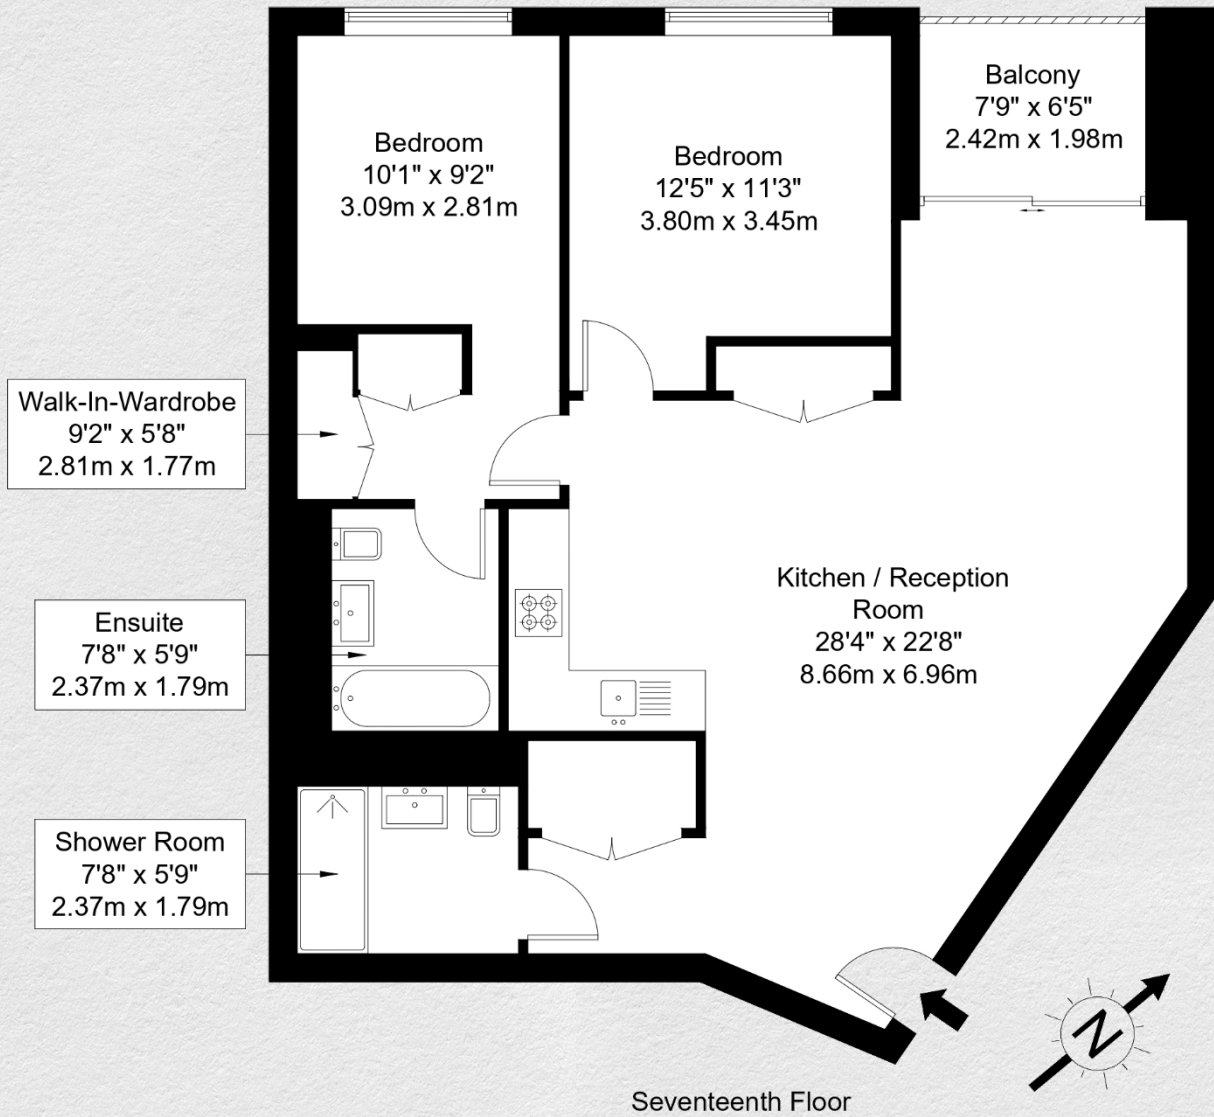 Balcony
7'9" x 6'5"
2.42m x 1.98m
Bedroom
10'1" x 9'2"
3.09m x 2.81m
Bedroom
12'5" x 11'3"
3.80m x 3.45m
Walk-In-Wardrobe
9'2" x 5'8"
2.81m x 1.77m
Kitchen / Reception
Room
28'4" x 22'8"
8.66m x 6.96m
Ensuite
7'8" x 5'9"
2.37m x 1.79m
Shower Room
7'8" x 5'9"
2.37m x 1.79m
N
Seventeenth Floor